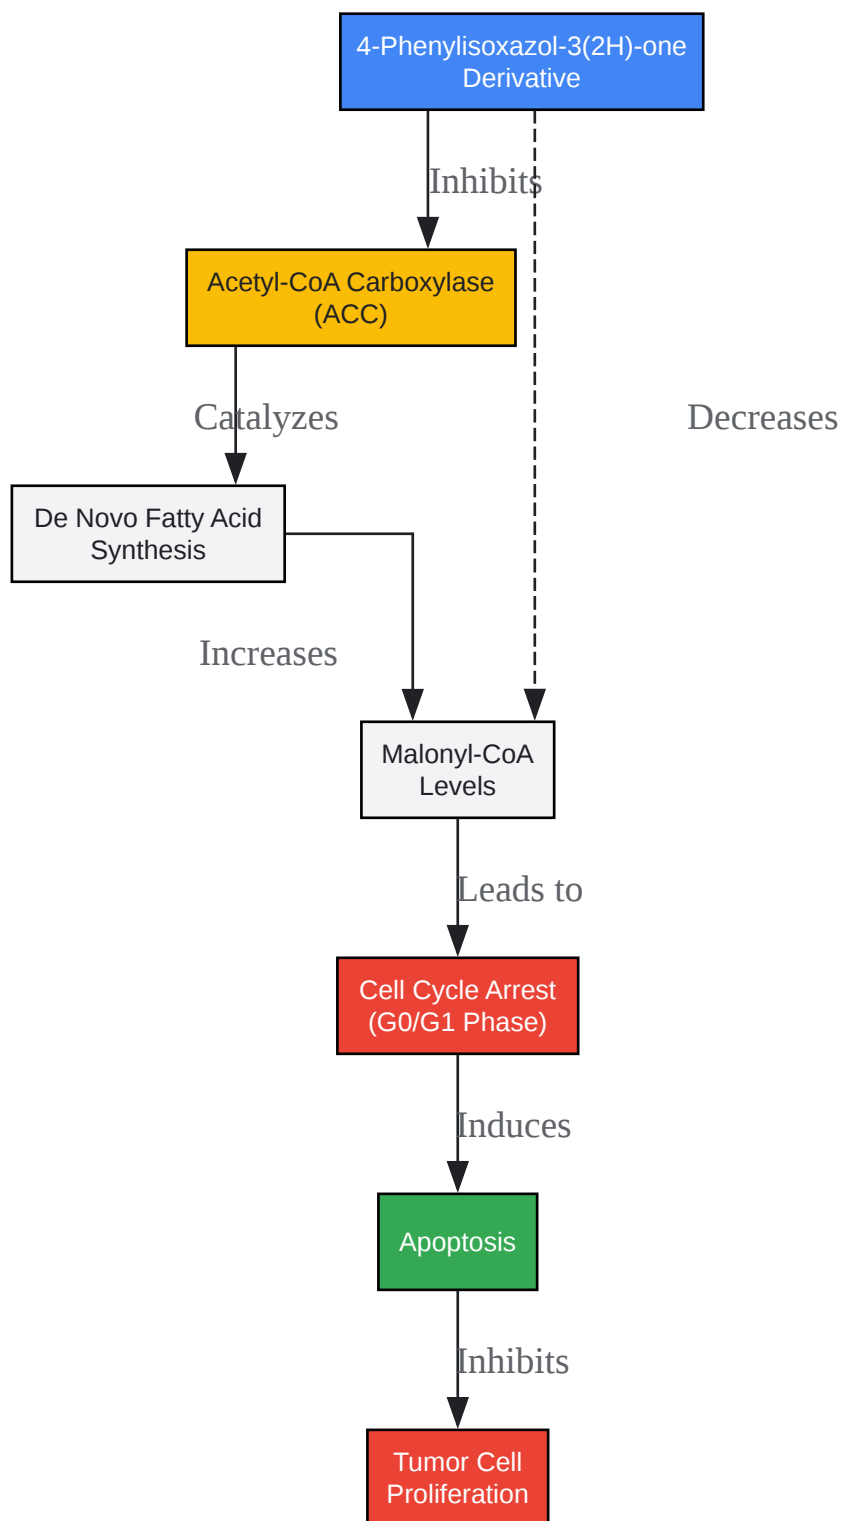 4-Phenylisoxazol-3(2H)-one
Derivative
Inhibits
Acetyl-CoA Carboxylase
(ACC)
Catalyzes
Decreases
De Novo Fatty Acid
Synthesis
Increases
Malonyl-CoA
Levels
Leads to
Cell Cycle Arrest
(G0/G1 Phase)
Induces
Apoptosis
Inhibits
Tumor Cell
Proliferation